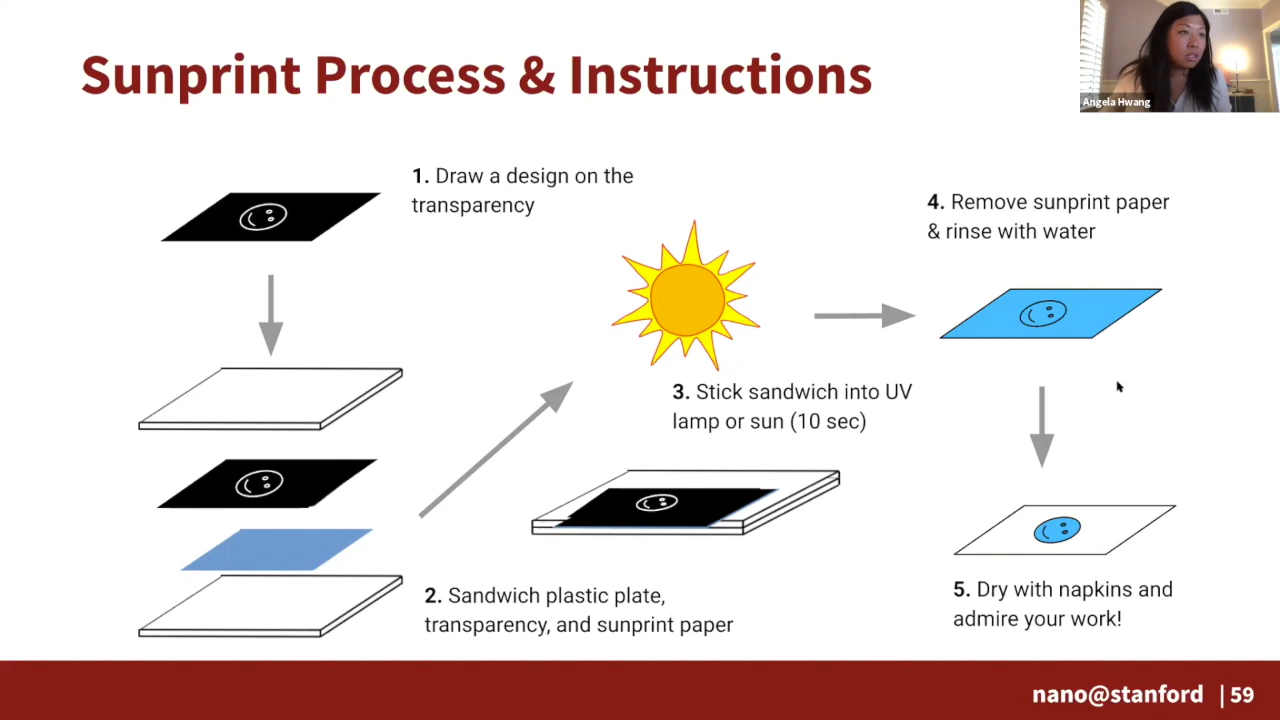 Sunprint Process & Instructions
Angela Hwang
1. Draw a design on the
transparency
2. Sandwich plastic plate,
transparency, and sunprint paper
3. Stick sandwich into UV
lamp or sun (10 sec)
4. Remove sunprint paper
& rinse with water
5. Dry with napkins and
admire your work!
nano@stanford | 59